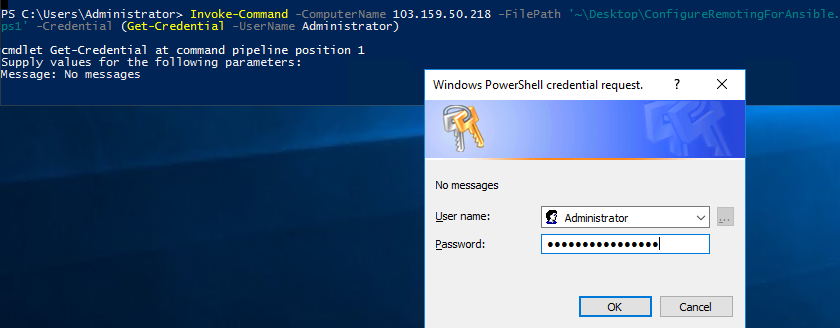 PS C:\Users\Administrator> Invoke-Command -ComputerName 103.159.50.218 -FilePath '~\Desktop\ConfigureRemotingForAnsible.
ps1' -Credential (Get-Credential -UserName Administrator)
cmdlet Get-Credential at command pipeline position 1
Supply values for the following parameters:
Message: No messages
Windows PowerShell credential request.
? ×
No messages
User name: Administrator ...
Password: ●●●●●●●●●●●●●●●●
OK Cancel